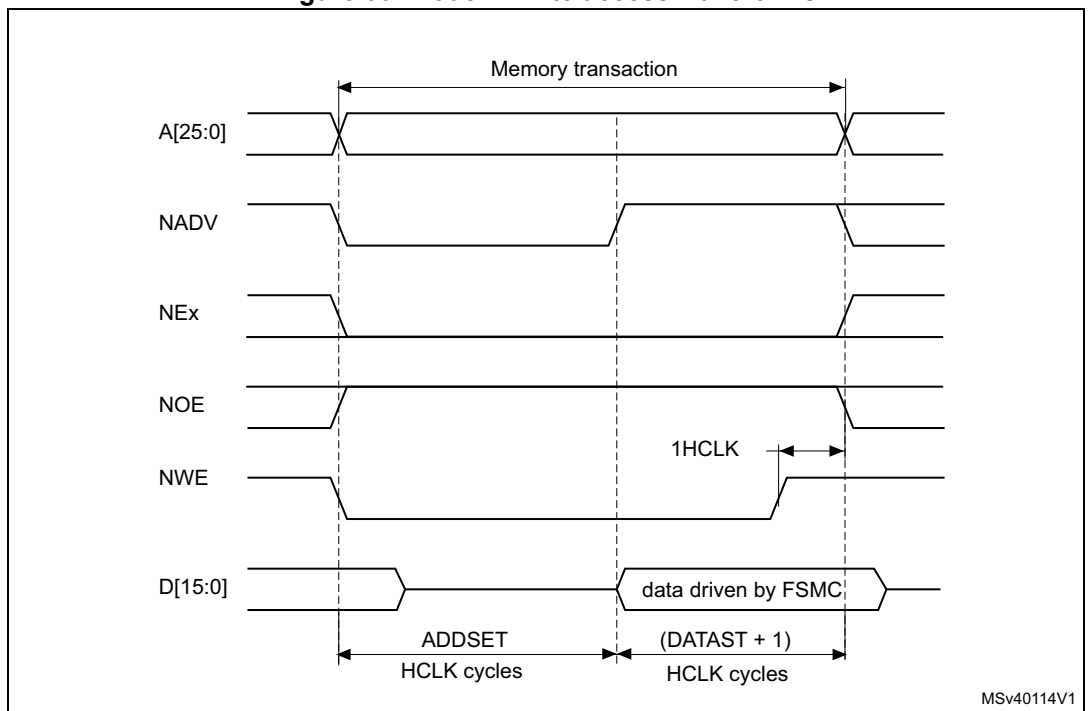 Memory transaction
A[25:0]
NADV
NEx
NOE
1HCLK
NWE
D[15:0]
data driven by FSMC
ADDSET
(DATAST + 1)
HCLK cycles
HCLK cycles
MSv40114V1